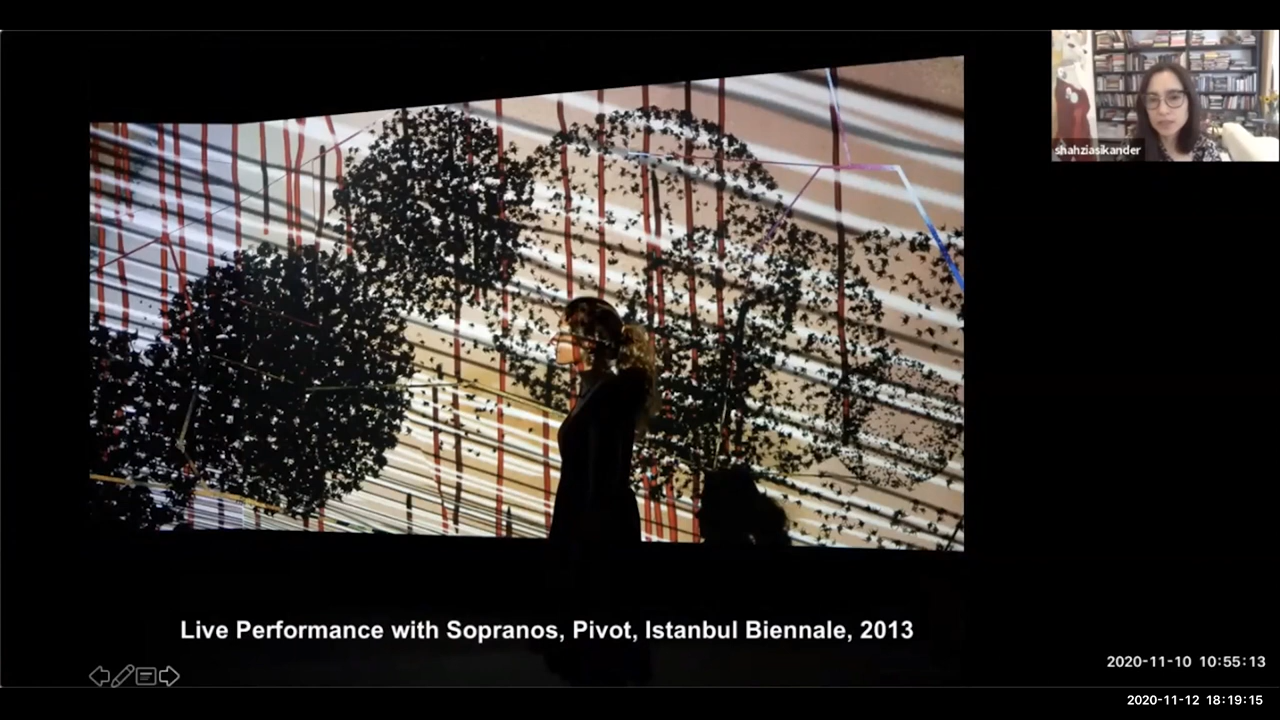 shahziasikander
Live Performance with Sopranos, Pivot, Istanbul Biennale, 2013
2020-11-10 10:55:13
2020-11-12 18:19:15